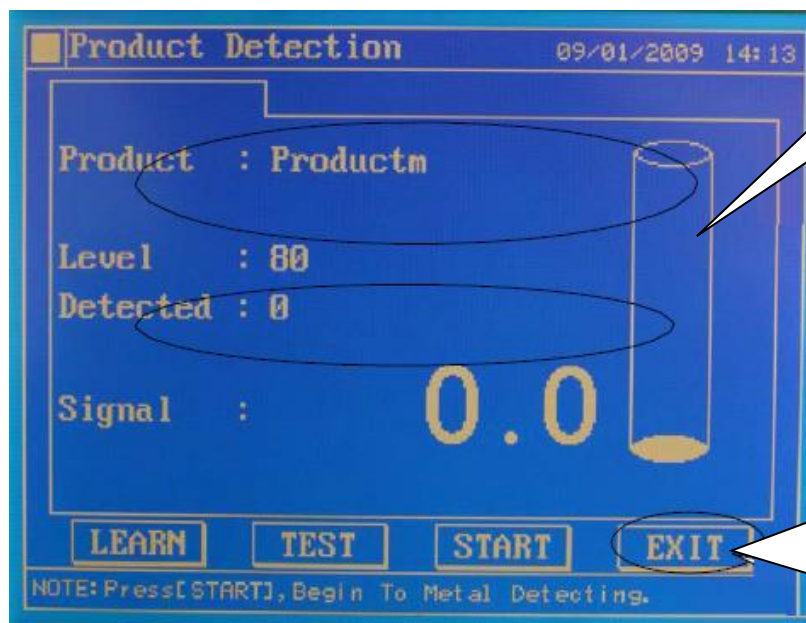 Product Detection 09/01/2009 14:13
Product : Productm
Level : 80
Detected : 0
Signal : 0.0
LEARN TEST START EXIT
NOTE:Press[START],Begin To Metal Detecting.